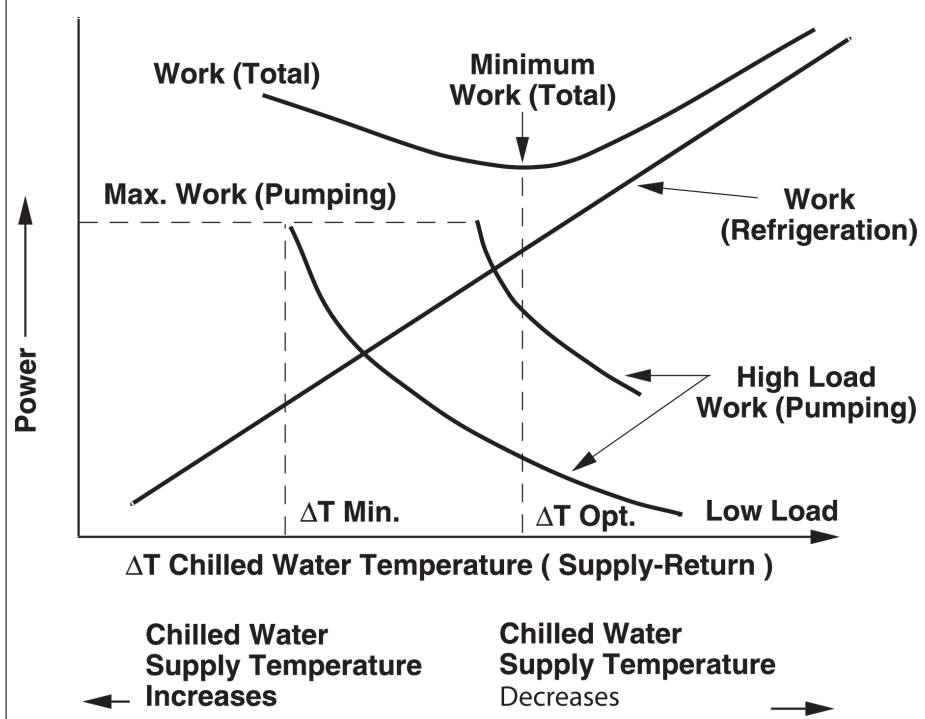 Work (Total)
Minimum
Work (Total)
Max. Work (Pumping)
Work
(Refrigeration)
Power
High Load
Work (Pumping)
ΔT Min.
ΔT Opt.
Low Load
ΔT Chilled Water Temperature ( Supply-Return )
Chilled Water
Supply Temperature
Increases
Chilled Water
Supply Temperature
Decreases